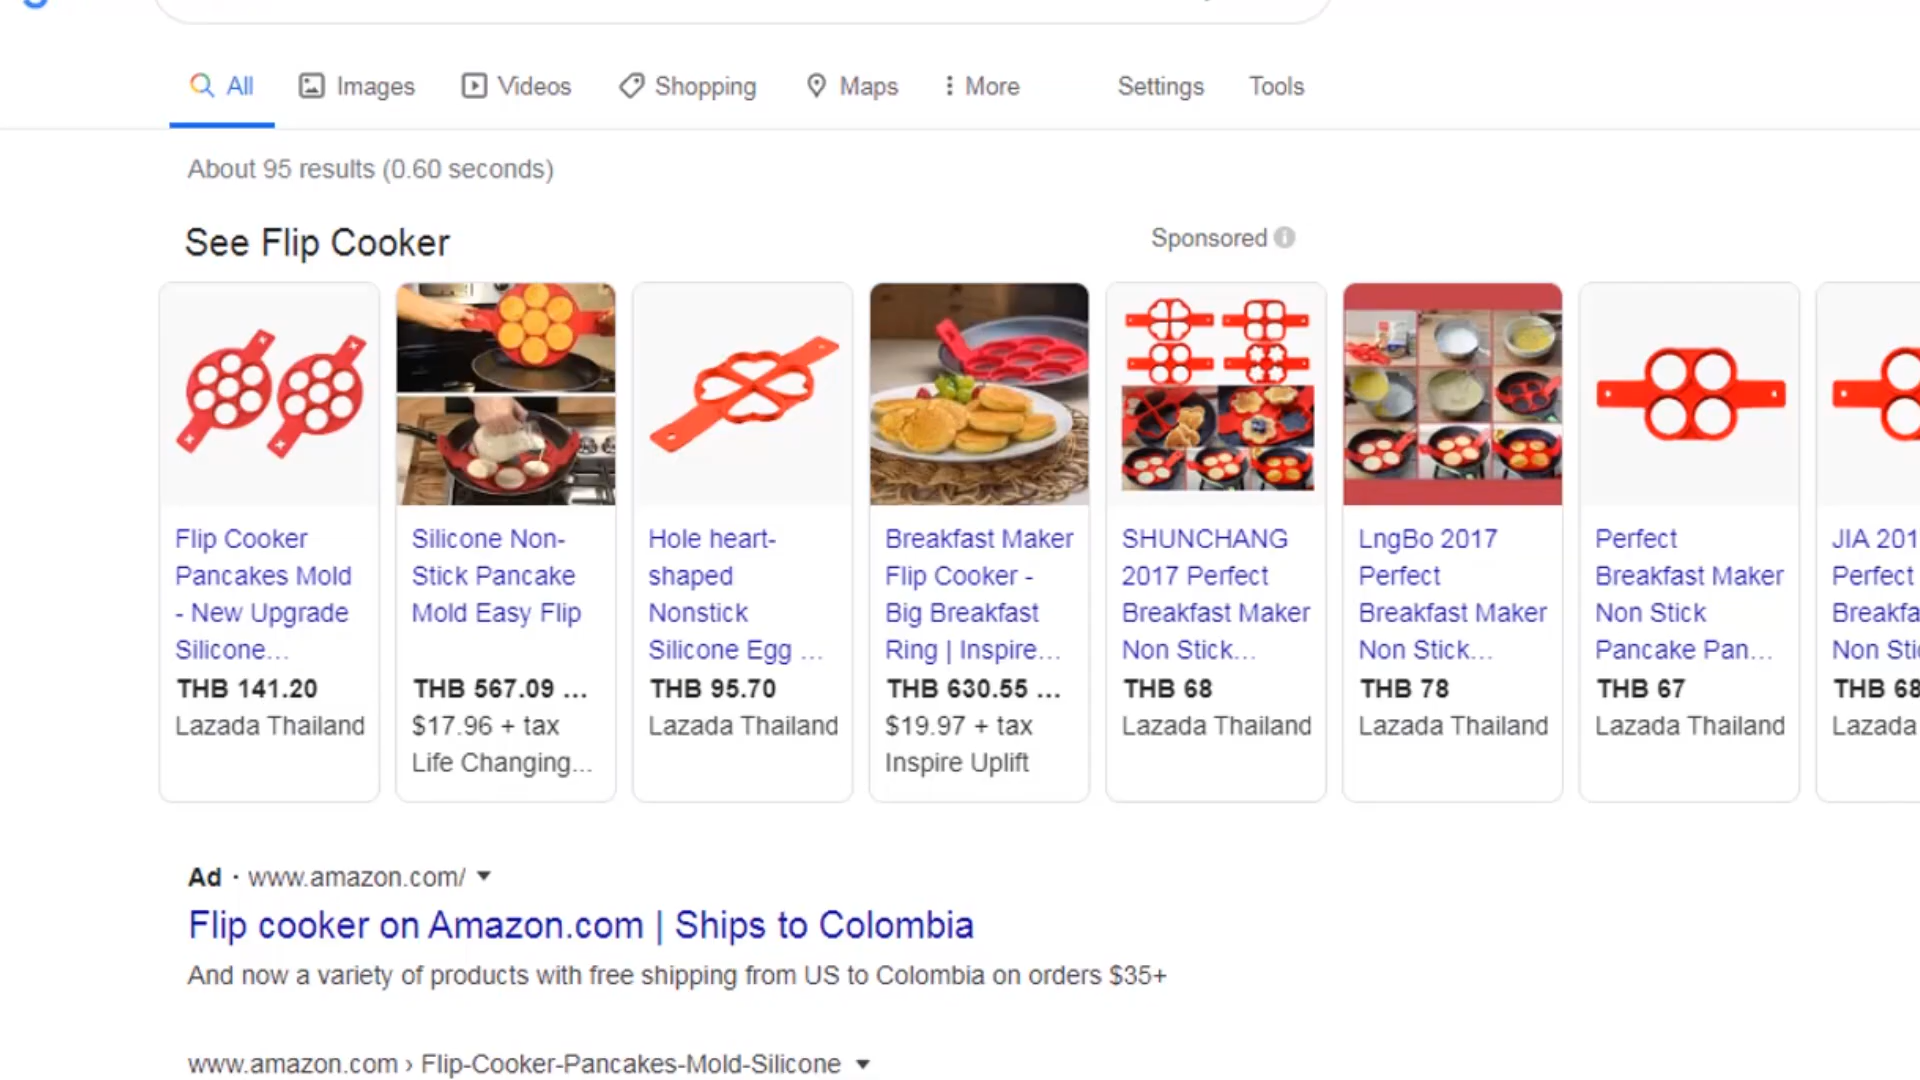 All Images Videos Shopping Maps More Settings Tools
About 95 results (0.60 seconds)
See Flip Cooker
Sponsored
Flip Cooker
Pancakes Mold
- New Upgrade
Silicone...
THB 141.20
Lazada Thailand
Silicone Non-
Stick Pancake
Mold Easy Flip
THB 567.09 ...
$17.96 + tax
Life Changing...
Hole heart-
shaped
Nonstick
Silicone Egg ...
THB 95.70
Lazada Thailand
Breakfast Maker
Flip Cooker -
Big Breakfast
Ring | Inspire...
THB 630.55 ...
$19.97 + tax
Inspire Uplift
SHUNCHANG
2017 Perfect
Breakfast Maker
Non Stick...
THB 68
Lazada Thailand
LngBo 2017
Perfect
Breakfast Maker
Non Stick...
THB 78
Lazada Thailand
Perfect
Breakfast Maker
Non Stick
Pancake Pan...
THB 67
Lazada Thailand
JIA 201
Perfect
Breakfa
Non Stic
THB 68
Lazada
Ad · www.amazon.com/
Flip cooker on Amazon.com | Ships to Colombia
And now a variety of products with free shipping from US to Colombia on orders $35+
www.amazon.com › Flip-Cooker-Pancakes-Mold-Silicone